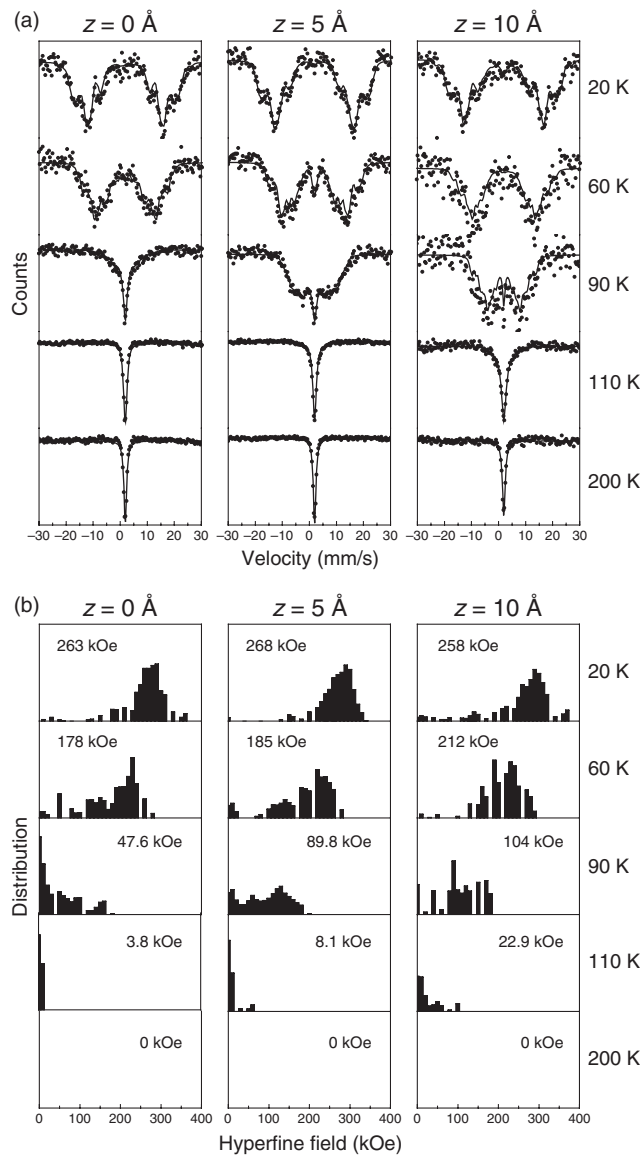 (a)
z = 0 Å z = 5 Å z = 10 Å
20 K
60 K
90 K
110 K
200 K
Counts
−30 −20 −10 0 10 20 30 −30 −20 −10 0 10 20 30 −30 −20 −10 0 10 20 30
Velocity (mm/s)
(b)
z = 0 Å z = 5 Å z = 10 Å
263 kOe 268 kOe 258 kOe 20 K
178 kOe 185 kOe 212 kOe 60 K
47.6 kOe 89.8 kOe 104 kOe 90 K
3.8 kOe 8.1 kOe 22.9 kOe 110 K
0 kOe 0 kOe 0 kOe 200 K
Distribution
0 100 200 300 400 0 100 200 300 400 0 100 200 300 400
Hyperfine field (kOe)